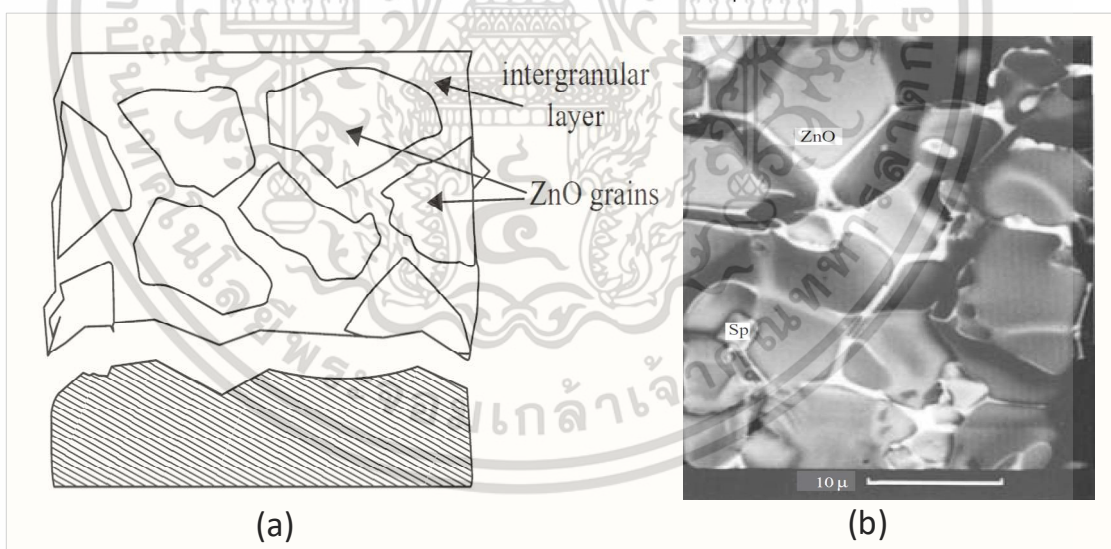 intergranular
layer
ZnO grains
ZnO
Sp
10 μ
(a)
(b)